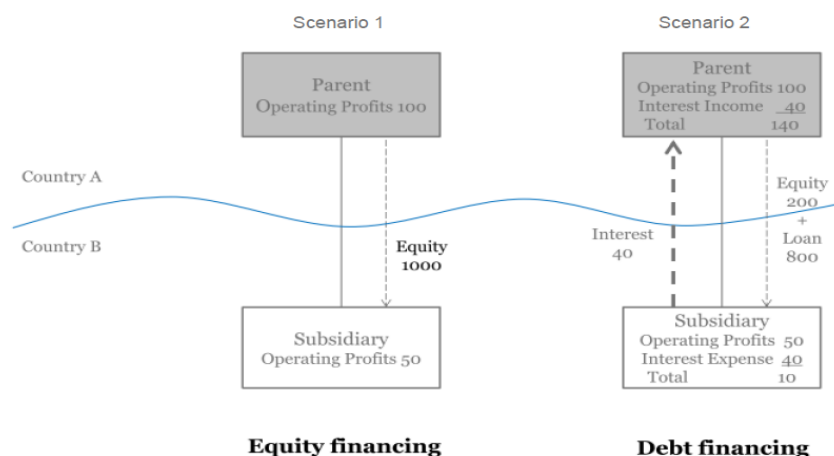 Scenario 1
Scenario 2
Parent
Operating Profits 100
Parent
Operating Profits 100
Interest Income 40
Total 140
Country A
Country B
Equity
1000
Interest
40
Equity
200
+
Loan
800
Subsidiary
Operating Profits 50
Subsidiary
Operating Profits 50
Interest Expense 40
Total 10
Equity financing
Debt financing